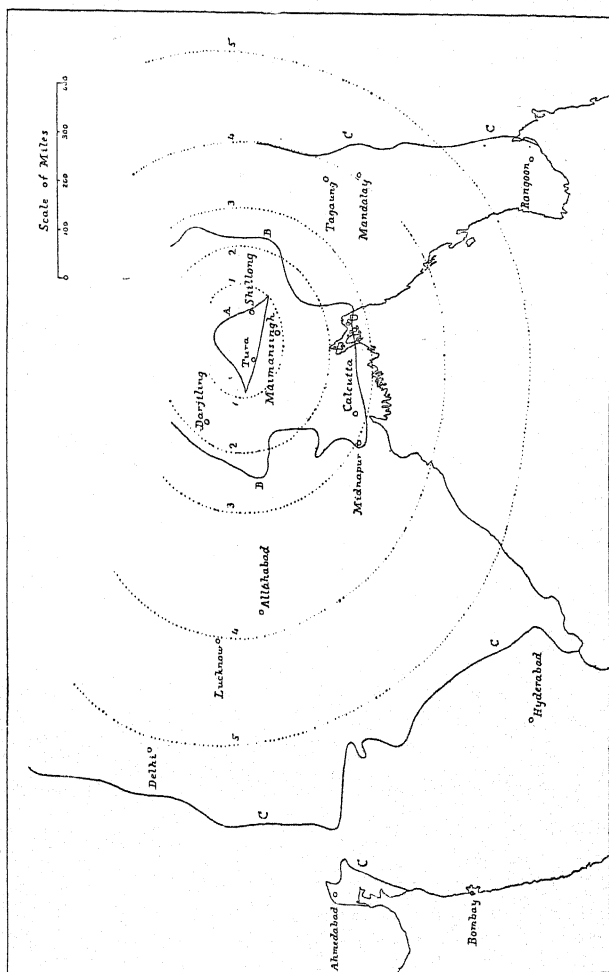 Scale of Miles
0 100 200 300 400
5
4
3
2
1
C
C
B
A
Shillong
Tura
Maimansingh
Tagaung
Mandalay
Rangoon
Darjiling
1
2
B
3
Calcutta
Midnapur
Allahabad
Lucknow
4
5
Delhi
C
C
Hyderabad
Ahmedabad
C
Bombay